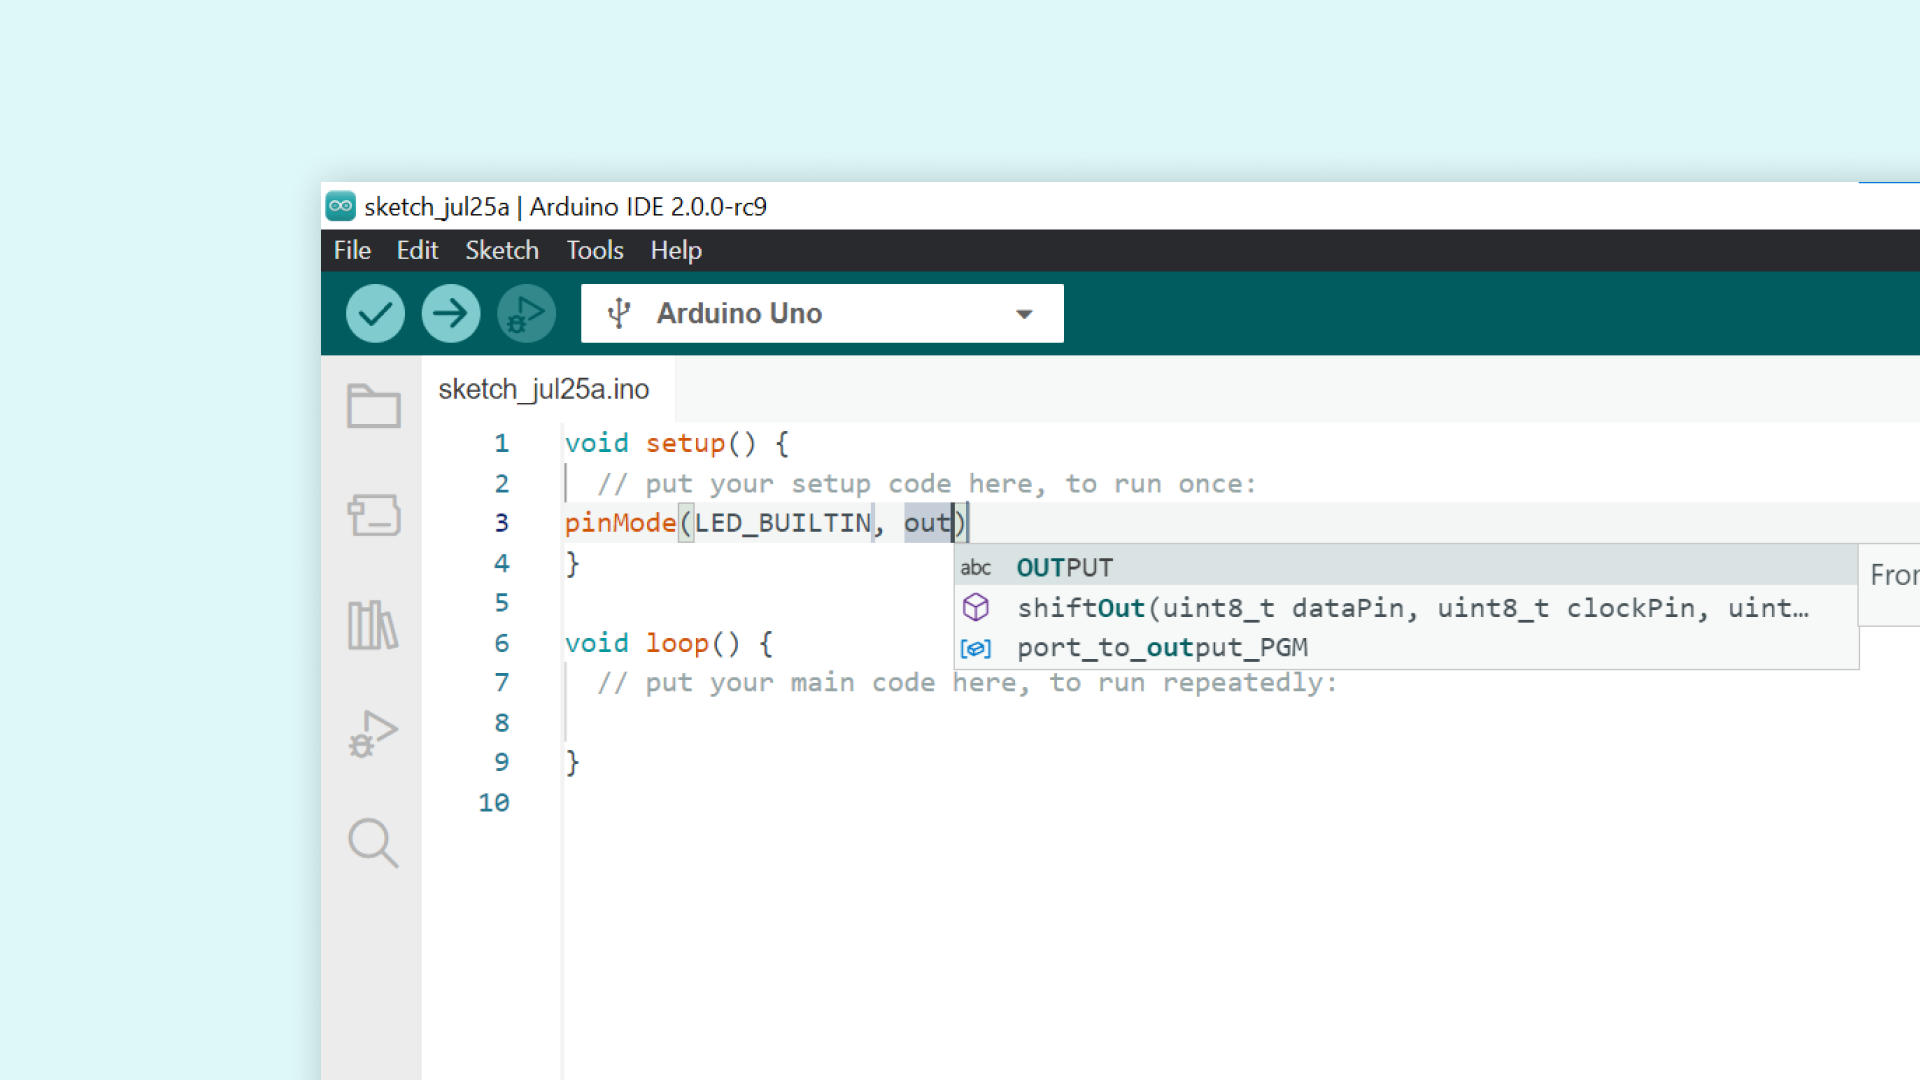 sketch_jul25a | Arduino IDE 2.0.0-rc9
File Edit Sketch Tools Help
Arduino Uno
sketch_jul25a.ino
1 void setup() {
2 // put your setup code here, to run once:
3 pinMode(LED_BUILTIN, out)
abc OUTPUT
shiftOut(uint8_t dataPin, uint8_t clockPin, uint…
port_to_output_PGM
4 }
5
6 void loop() {
7 // put your main code here, to run repeatedly:
8
9 }
10